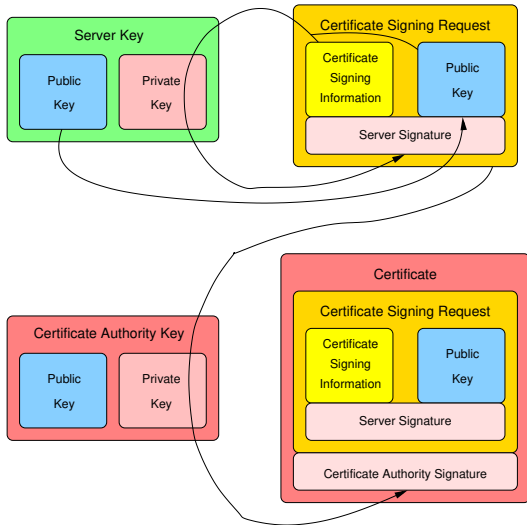 Server Key
Public
Key
Private
Key
Certificate Signing Request
Certificate
Signing
Information
Public
Key
Server Signature
Certificate Authority Key
Public
Key
Private
Key
Certificate
Certificate Signing Request
Certificate
Signing
Information
Public
Key
Server Signature
Certificate Authority Signature